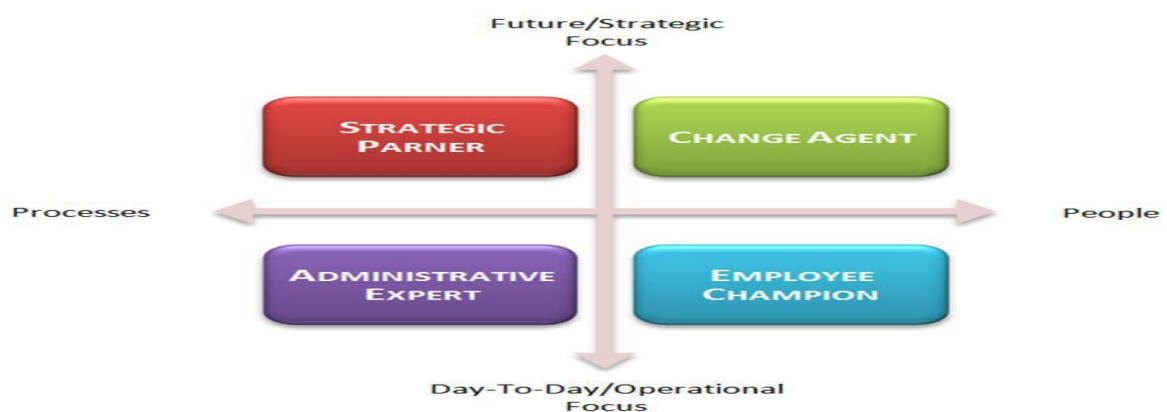 Future/Strategic
Focus
STRATEGIC
PARNER
CHANGE AGENT
Processes
People
ADMINISTRATIVE
EXPERT
EMPLOYEE
CHAMPION
Day-To-Day/Operational
Focus